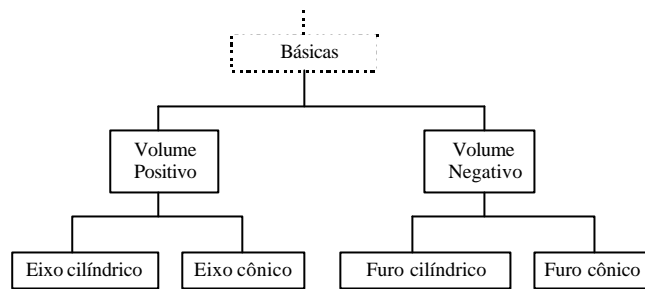 Básicas
Volume
Positivo
Volume
Negativo
Eixo cilíndrico
Eixo cônico
Furo cilíndrico
Furo cônico